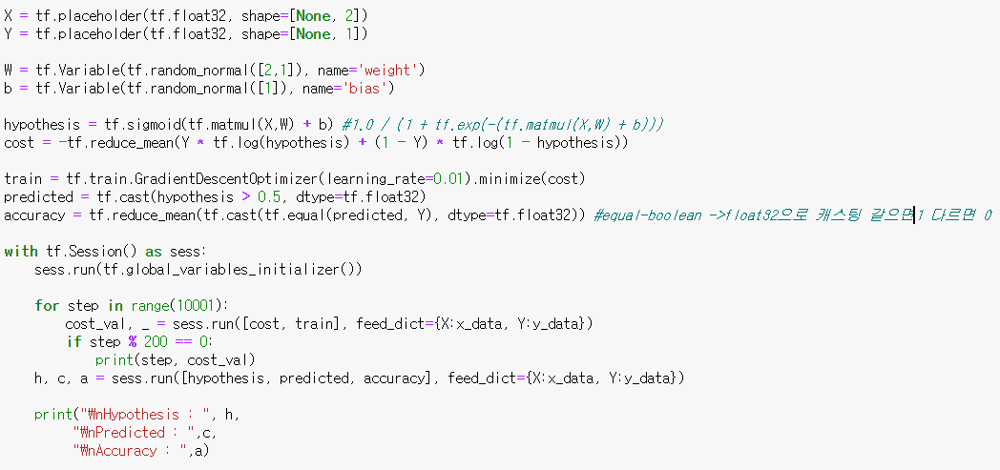 X = tf.placeholder(tf.float32, shape=[None, 2])
Y = tf.placeholder(tf.float32, shape=[None, 1])

W = tf.Variable(tf.random_normal([2,1]), name='weight')
b = tf.Variable(tf.random_normal([1]), name='bias')

hypothesis = tf.sigmoid(tf.matmul(X,W) + b) #1.0 / (1 + tf.exp(-(tf.matmul(X,W) + b)))
cost = -tf.reduce_mean(Y * tf.log(hypothesis) + (1 - Y) * tf.log(1 - hypothesis))

train = tf.train.GradientDescentOptimizer(learning_rate=0.01).minimize(cost)
predicted = tf.cast(hypothesis > 0.5, dtype=tf.float32)
accuracy = tf.reduce_mean(tf.cast(tf.equal(predicted, Y), dtype=tf.float32)) #equal-boolean ->float32으로 캐스팅 같으면1 다르면 0

with tf.Session() as sess:
    sess.run(tf.global_variables_initializer())

    for step in range(10001):
        cost_val, _ = sess.run([cost, train], feed_dict={X:x_data, Y:y_data})
        if step % 200 == 0:
            print(step, cost_val)
    h, c, a = sess.run([hypothesis, predicted, accuracy], feed_dict={X:x_data, Y:y_data})

    print("₩nHypothesis : ", h,
         "₩nPredicted : ",c,
         "₩nAccuracy : ",a)